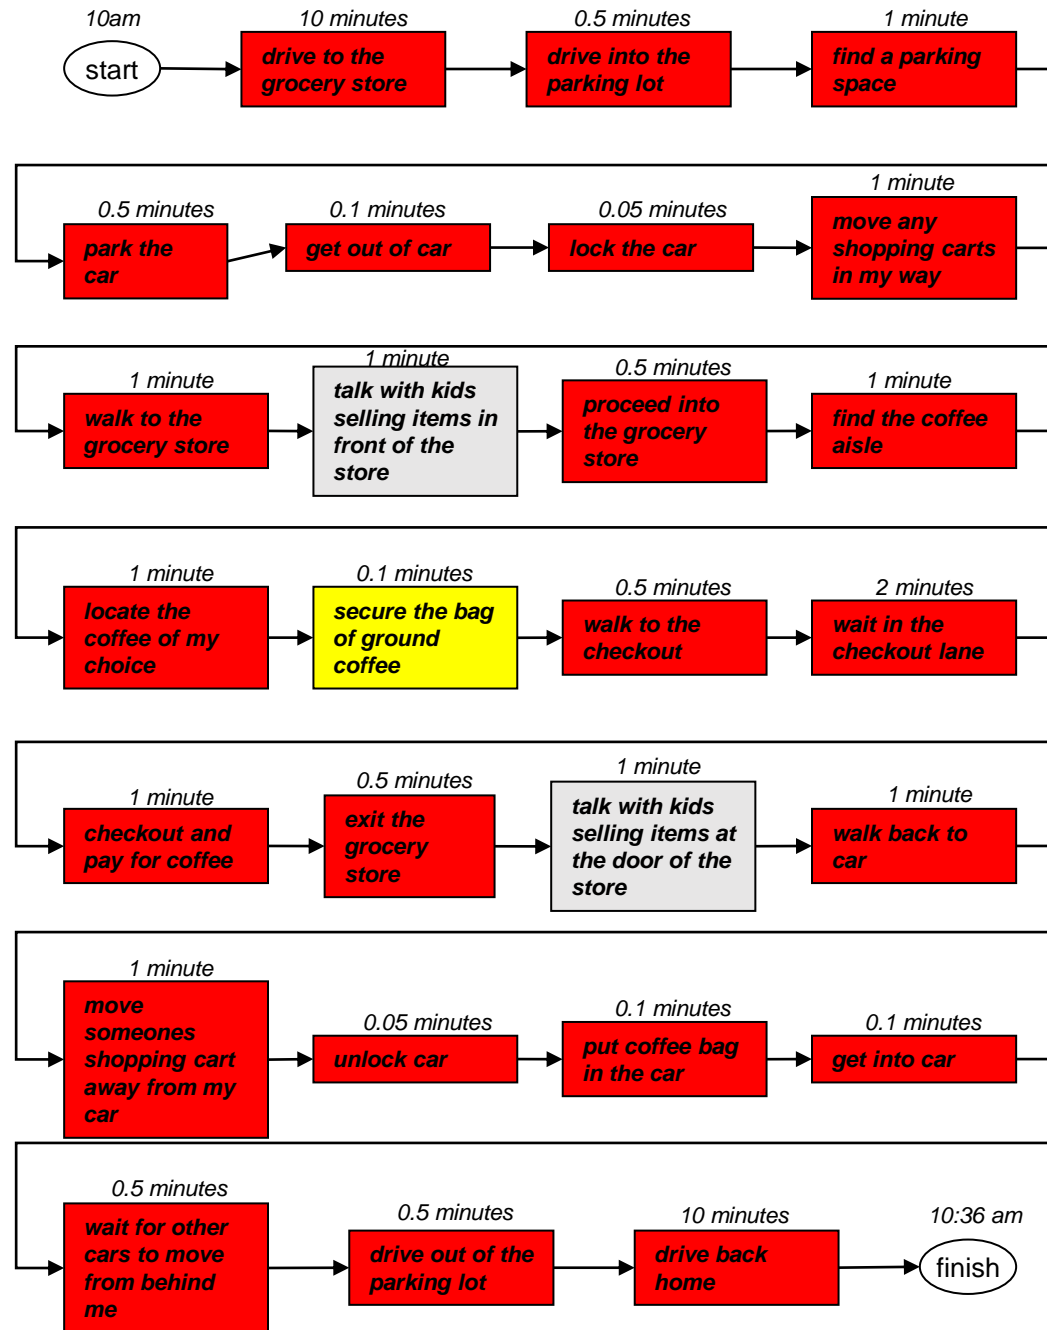 10am
start
10 minutes
drive to the
grocery store
0.5 minutes
drive into the
parking lot
1 minute
find a parking
space
0.5 minutes
park the
car
0.1 minutes
get out of car
0.05 minutes
lock the car
1 minute
move any
shopping carts
in my way
1 minute
walk to the
grocery store
1 minute
talk with kids
selling items in
front of the
store
0.5 minutes
proceed into
the grocery
store
1 minute
find the coffee
aisle
1 minute
locate the
coffee of my
choice
0.1 minutes
secure the bag
of ground
coffee
0.5 minutes
walk to the
checkout
2 minutes
wait in the
checkout lane
1 minute
checkout and
pay for coffee
0.5 minutes
exit the
grocery
store
1 minute
talk with kids
selling items at
the door of the
store
1 minute
walk back to
car
1 minute
move
someones
shopping cart
away from my
car
0.05 minutes
unlock car
0.1 minutes
put coffee bag
in the car
0.1 minutes
get into car
0.5 minutes
wait for other
cars to move
from behind
me
0.5 minutes
drive out of the
parking lot
10 minutes
drive back
home
10:36 am
finish